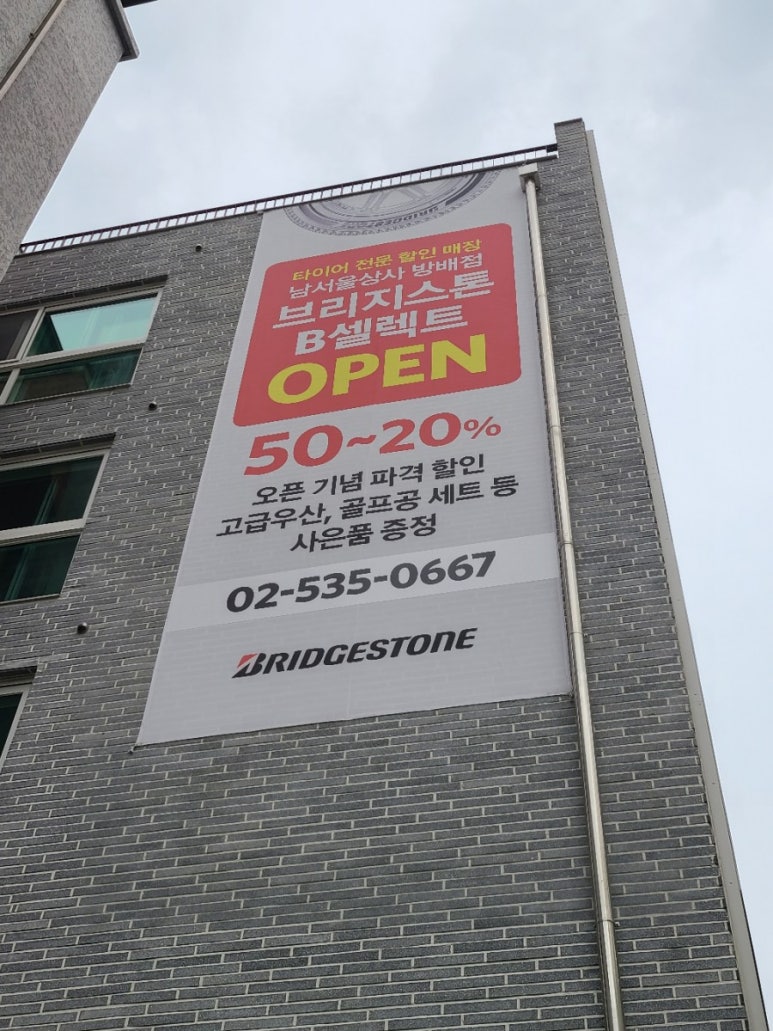 타이어 전문 할인 매장
남서울상사 방배점
브리지스톤
B셀렉트
OPEN
50~20%
오픈 기념 파격 할인
고급우산, 골프공 세트 등
사은품 증정
02-535-0667
BRIDGESTONE